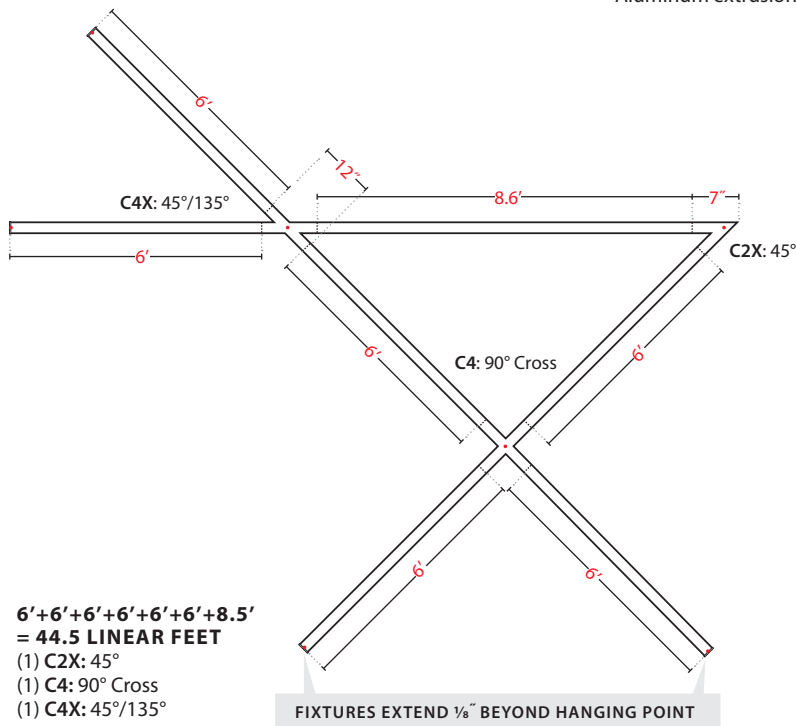 Aluminum extrusion
6′
12″
C4X: 45°/135°
8.6′
7″
6′
C2X: 45°
6′
C4: 90° Cross
6′
6′
6′
6′+6′+6′+6′+6′+6′+8.5′
= 44.5 LINEAR FEET
(1) C2X: 45°
(1) C4: 90° Cross
(1) C4X: 45°/135°
FIXTURES EXTEND ⅛″ BEYOND HANGING POINT